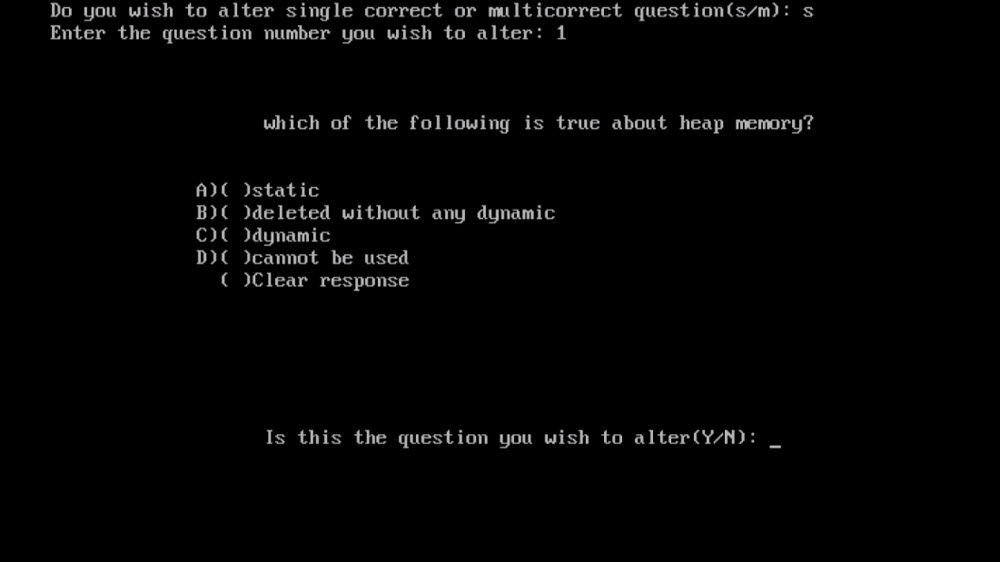 Do you wish to alter single correct or multicorrect question(s/m): s
Enter the question number you wish to alter: 1
which of the following is true about heap memory?
A)( )static
B)( )deleted without any dynamic
C)( )dynamic
D)( )cannot be used
( )Clear response
Is this the question you wish to alter(Y/N): _